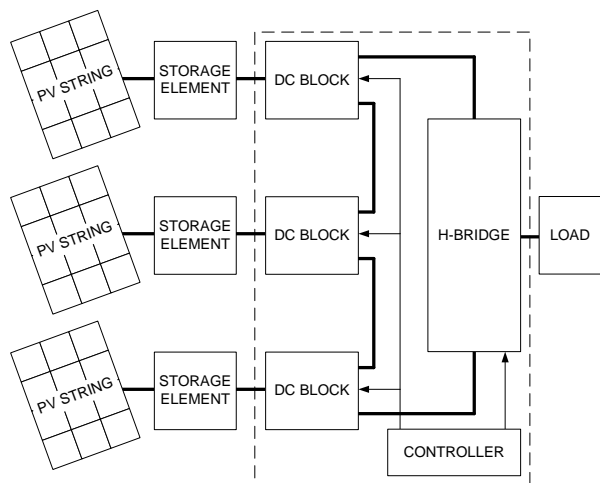 PV STRING
STORAGE
ELEMENT
DC BLOCK
PV STRING
STORAGE
ELEMENT
DC BLOCK
H-BRIDGE
LOAD
PV STRING
STORAGE
ELEMENT
DC BLOCK
CONTROLLER